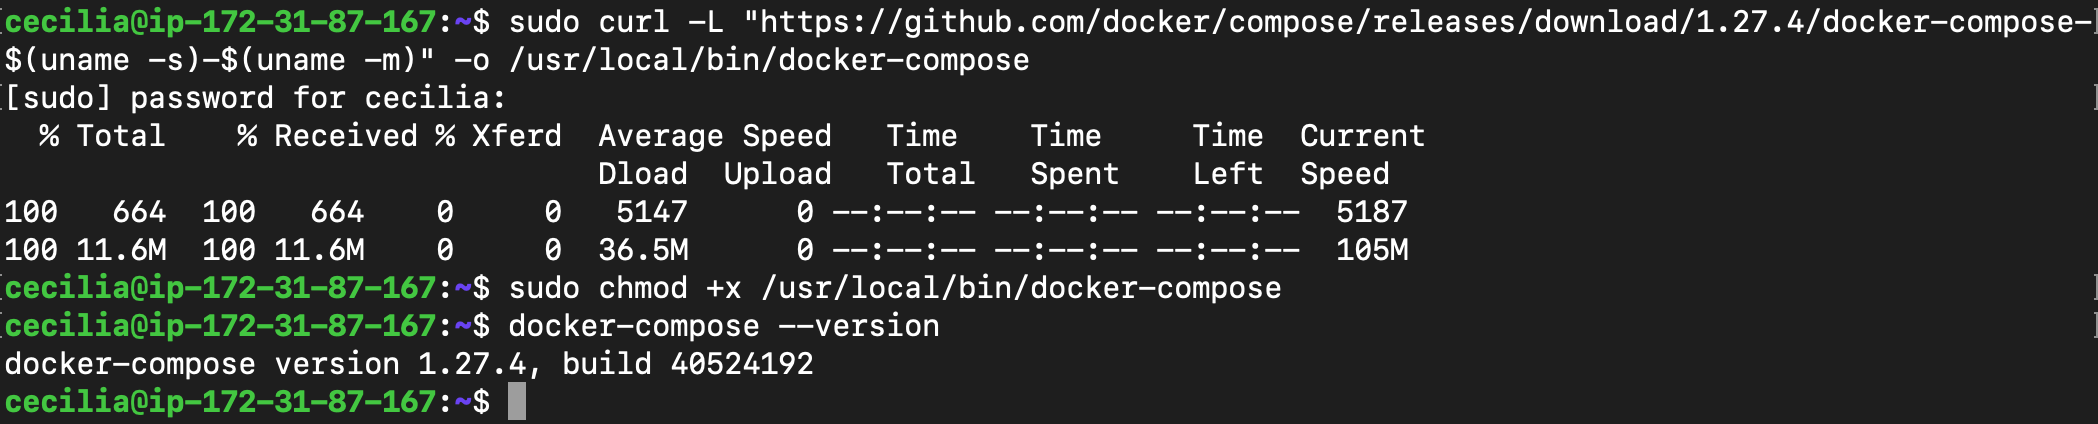 cecilia@ip-172-31-87-167:~$ sudo curl -L "https://github.com/docker/compose/releases/download/1.27.4/docker-compose-
$(uname -s)-$(uname -m)" -o /usr/local/bin/docker-compose
[sudo] password for cecilia:
  % Total    % Received % Xferd  Average Speed   Time    Time     Time  Current
                                 Dload  Upload   Total   Spent    Left  Speed
100   664  100   664    0     0   5147      0 --:--:-- --:--:-- --:--:--  5187
100 11.6M  100 11.6M    0     0  36.5M      0 --:--:-- --:--:-- --:--:--  105M
cecilia@ip-172-31-87-167:~$ sudo chmod +x /usr/local/bin/docker-compose
cecilia@ip-172-31-87-167:~$ docker-compose --version
docker-compose version 1.27.4, build 40524192
cecilia@ip-172-31-87-167:~$